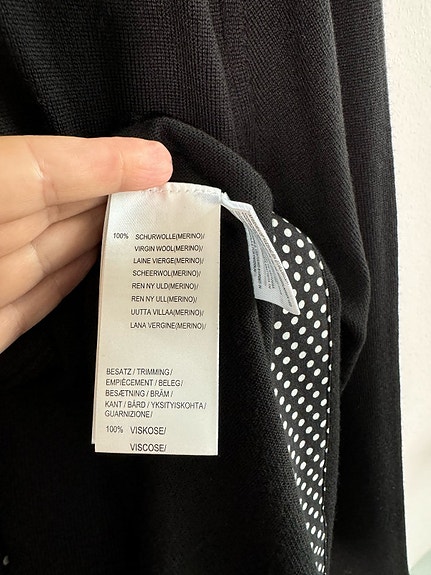 100% SCHURWOLLE(MERINO)/
VIRGIN WOOL(MERINO)/
LAINE VIERGE(MERINO)/
SCHEERWOL(MERINO)/
REN NY ULD(MERINO)/
REN NY ULL(MERINO)/
UUTTA VILLAA(MERINO)/
LANA VERGINE(MERINO)/
BESATZ / TRIMMING /
EMPIÈCEMENT / BELEG/
BESÆTNING / BRÄM /
KANT / BÅRD / YKSITYISKOHTA /
GUARNIZIONE/
100% VISKOSE/
VISCOSE/